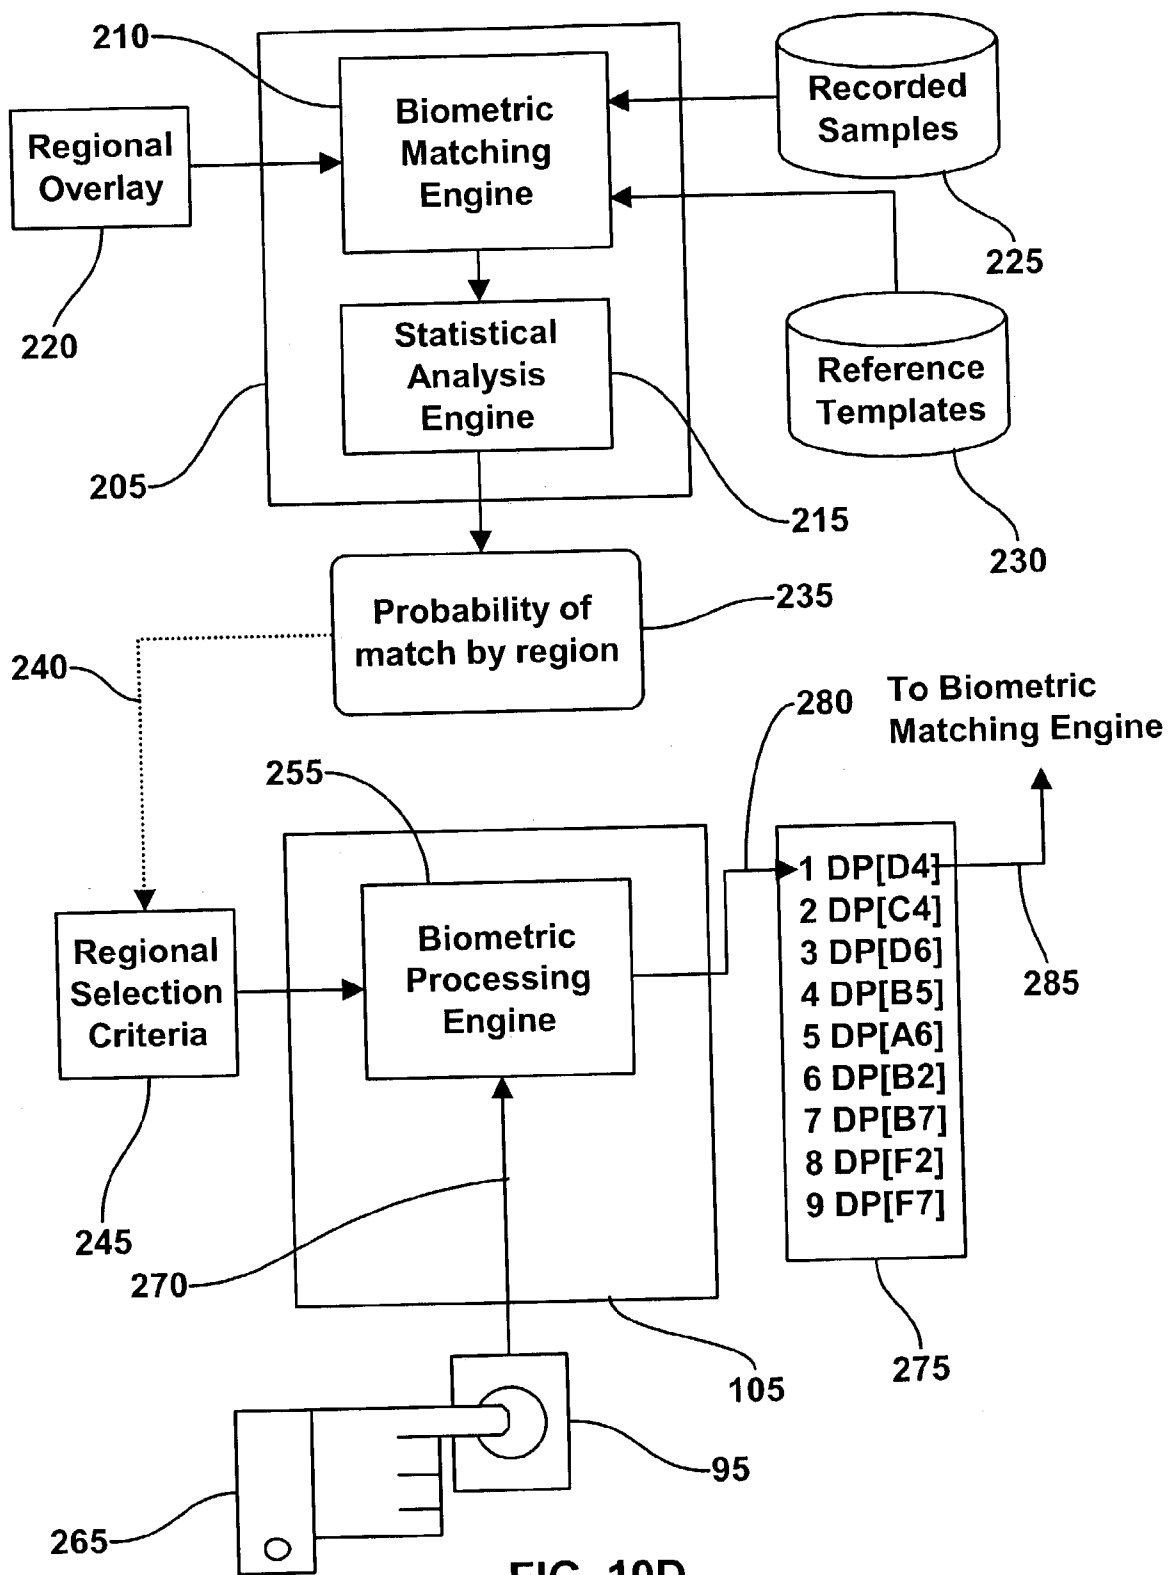 210
Biometric
Matching
Engine
Recorded
Samples
Regional
Overlay
225
220
Statistical
Analysis
Engine
Reference
Templates
205
215
230
Probability of
match by region
235
240
To Biometric
Matching Engine
280
255
1 DP[D4]
2 DP[C4]
3 DP[D6]
4 DP[B5]
5 DP[A6]
6 DP[B2]
7 DP[B7]
8 DP[F2]
9 DP[F7]
Biometric
Processing
Engine
Regional
Selection
Criteria
285
245
270
275
105
95
265
FIG. 10D